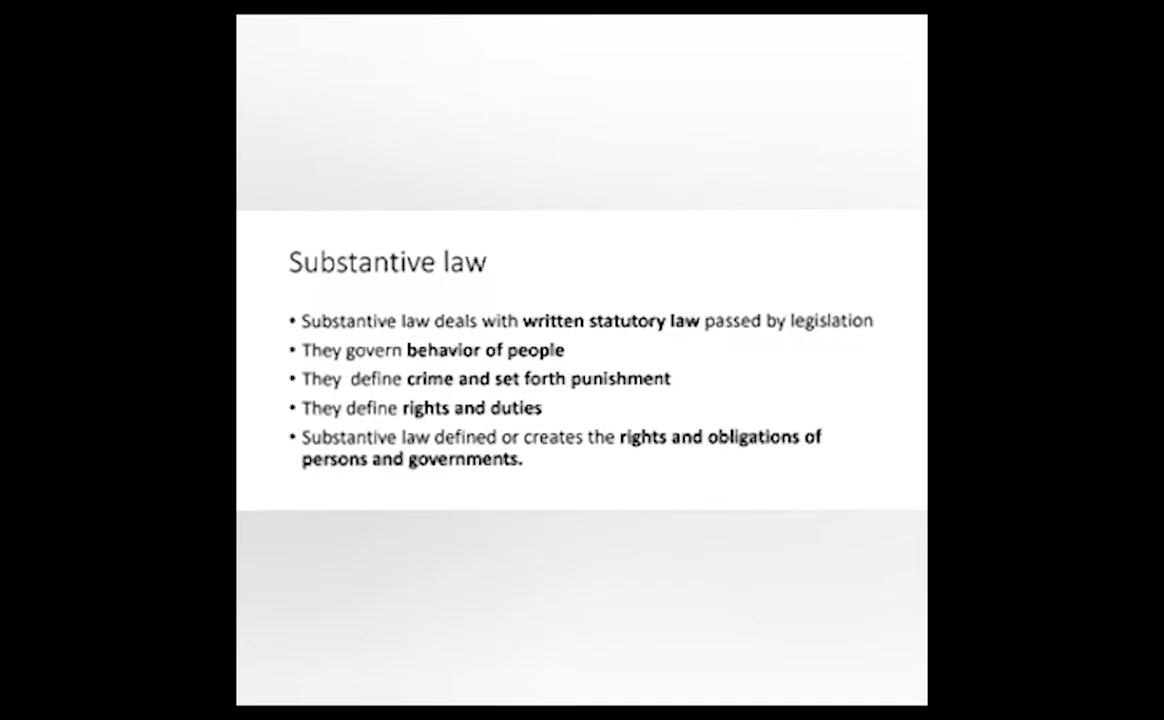 Substantive law
• Substantive law deals with written statutory law passed by legislation
• They govern behavior of people
• They define crime and set forth punishment
• They define rights and duties
• Substantive law defined or creates the rights and obligations of
persons and governments.